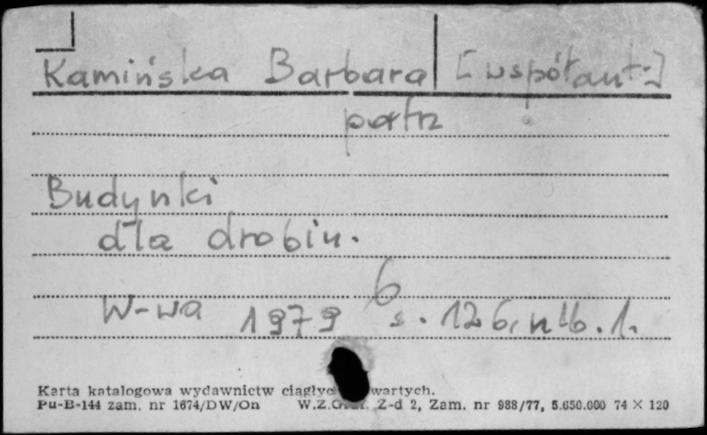 Kamińska Barbara [współaut.]
patrz
Budynki
dla drobiu.
W-wa 1979 s. 126, nlb. 1.
6
Karta katalogowa wydawnictw ciągłyc wartych.
Pu-B-144 zam. nr 1674/DW/On W.Z.G Z-d 2, Zam. nr 988/77, 5.650.000 74 × 120